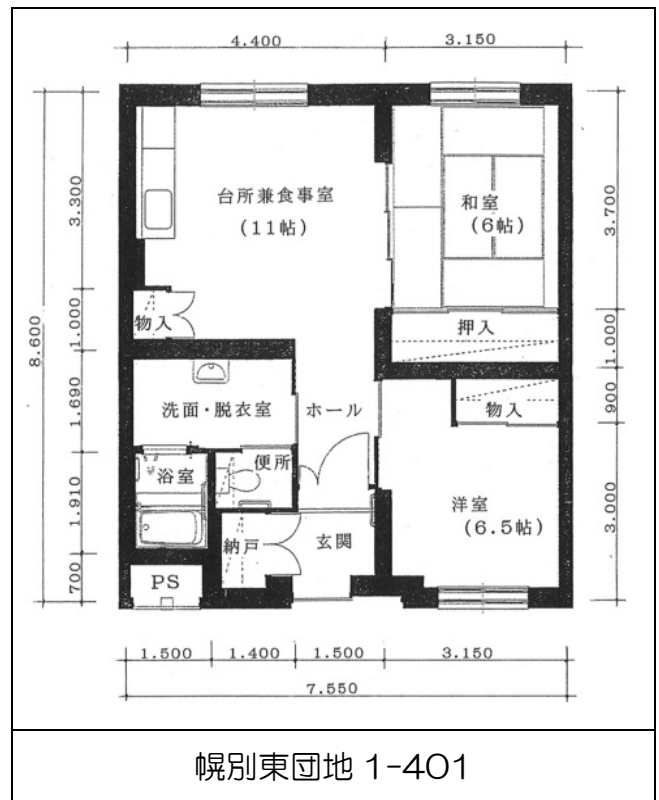 4.400
3.150
3.300
1.000
1.690
1.910
700
8.600
3.700
1.000
900
3.000
台所兼食事室
(11帖)
和室
(6帖)
物入
押入
洗面・脱衣室
ホール
物入
浴室
便所
洋室
(6.5帖)
納戸
玄関
PS
1.500
1.400
1.500
3.150
7.550
幌別東団地 1-401